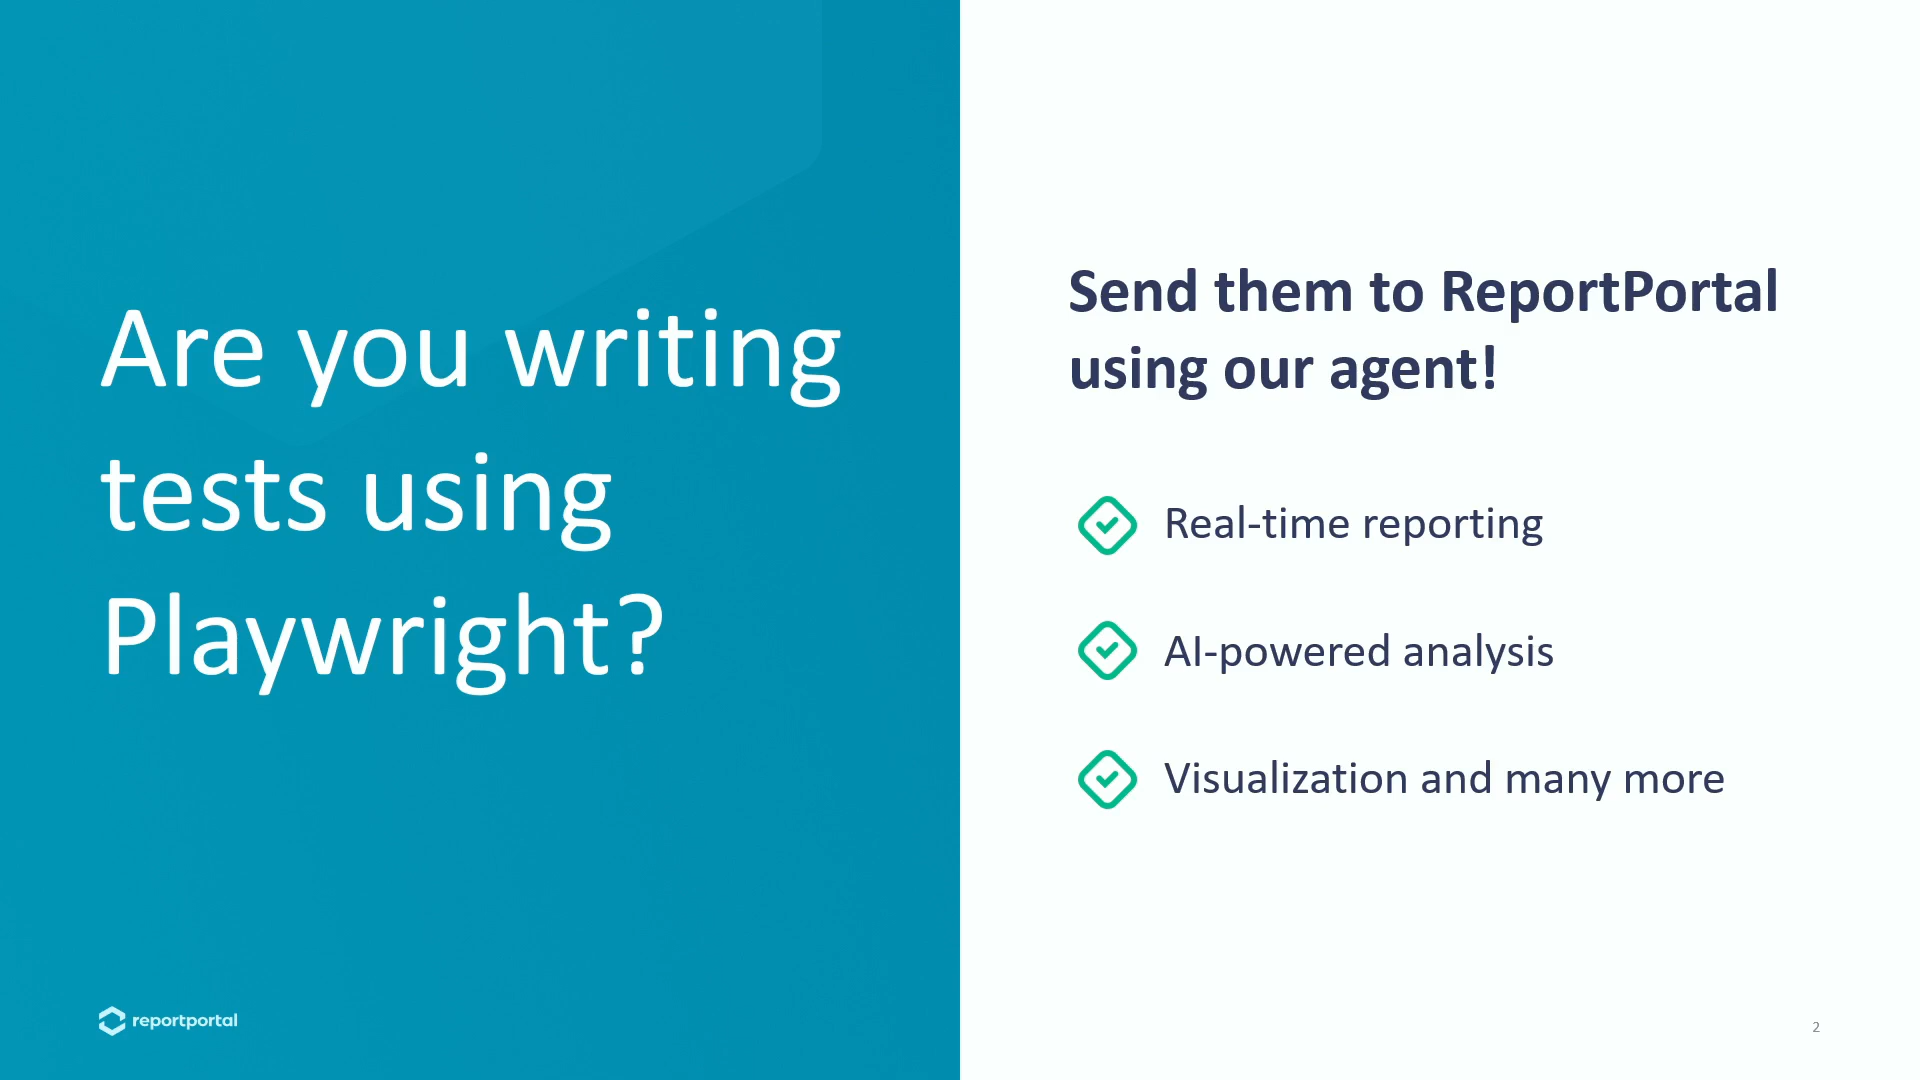 Are you writing
tests using
Playwright?
reportportal
Send them to ReportPortal
using our agent!
Real-time reporting
AI-powered analysis
Visualization and many more
2